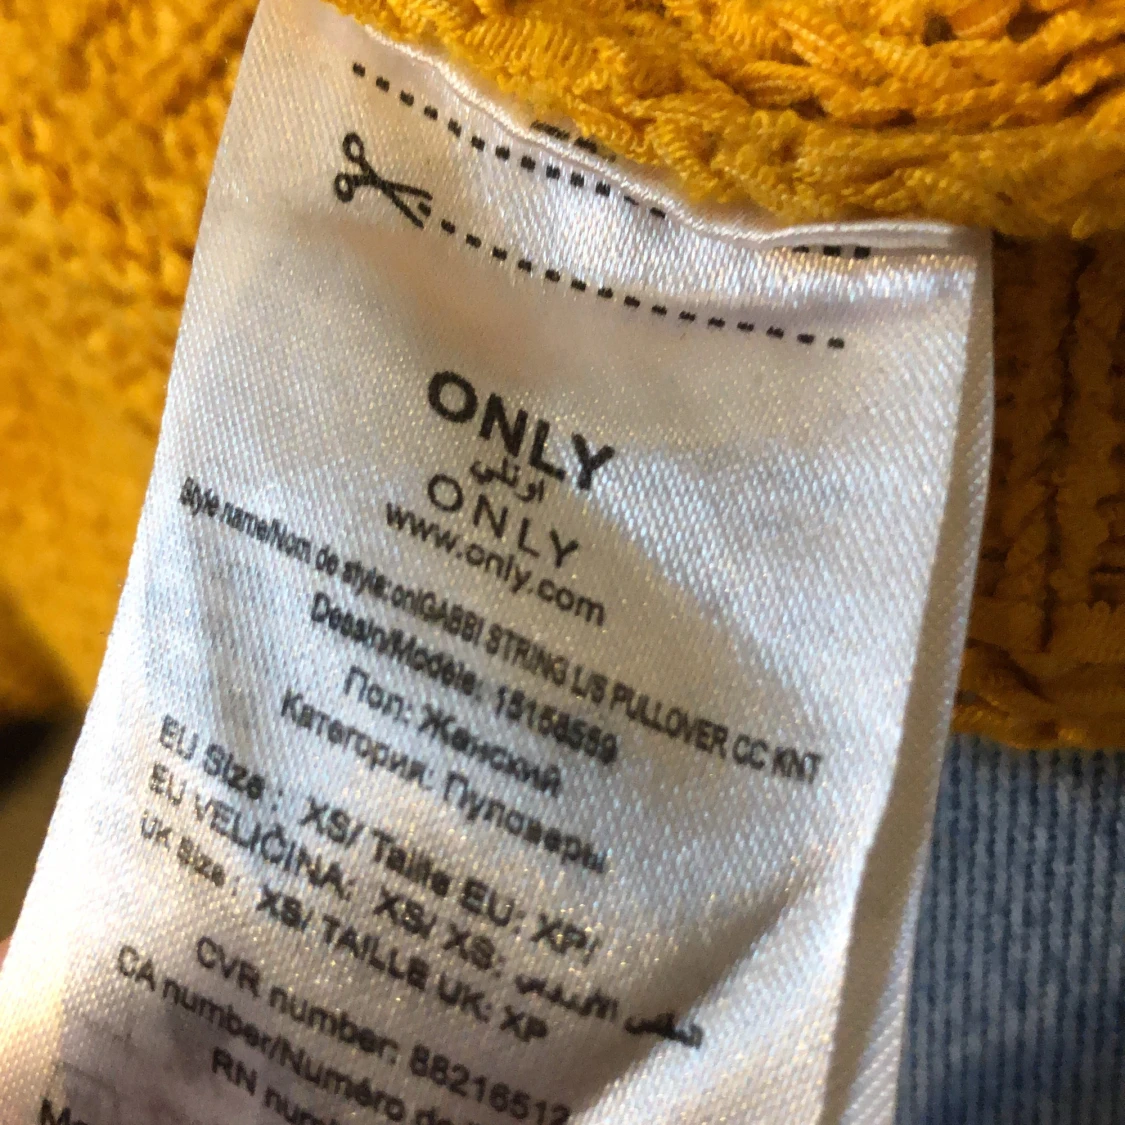 ONLY
اونلي
ONLY
www.only.com
Style name/Nom de style:onlGABBI STRING L/S PULLOVER CC KNT
Dessin/Modèle: 15158559
Пол: Женский
Категория: Пуловеры
EU Size : XS/ Taille EU: XP/
EU VELIČINA: XS/ XS:
UK Size : XS/ TAILLE UK: XP
CVR number: 88216512
CA number/Numéro de
RN